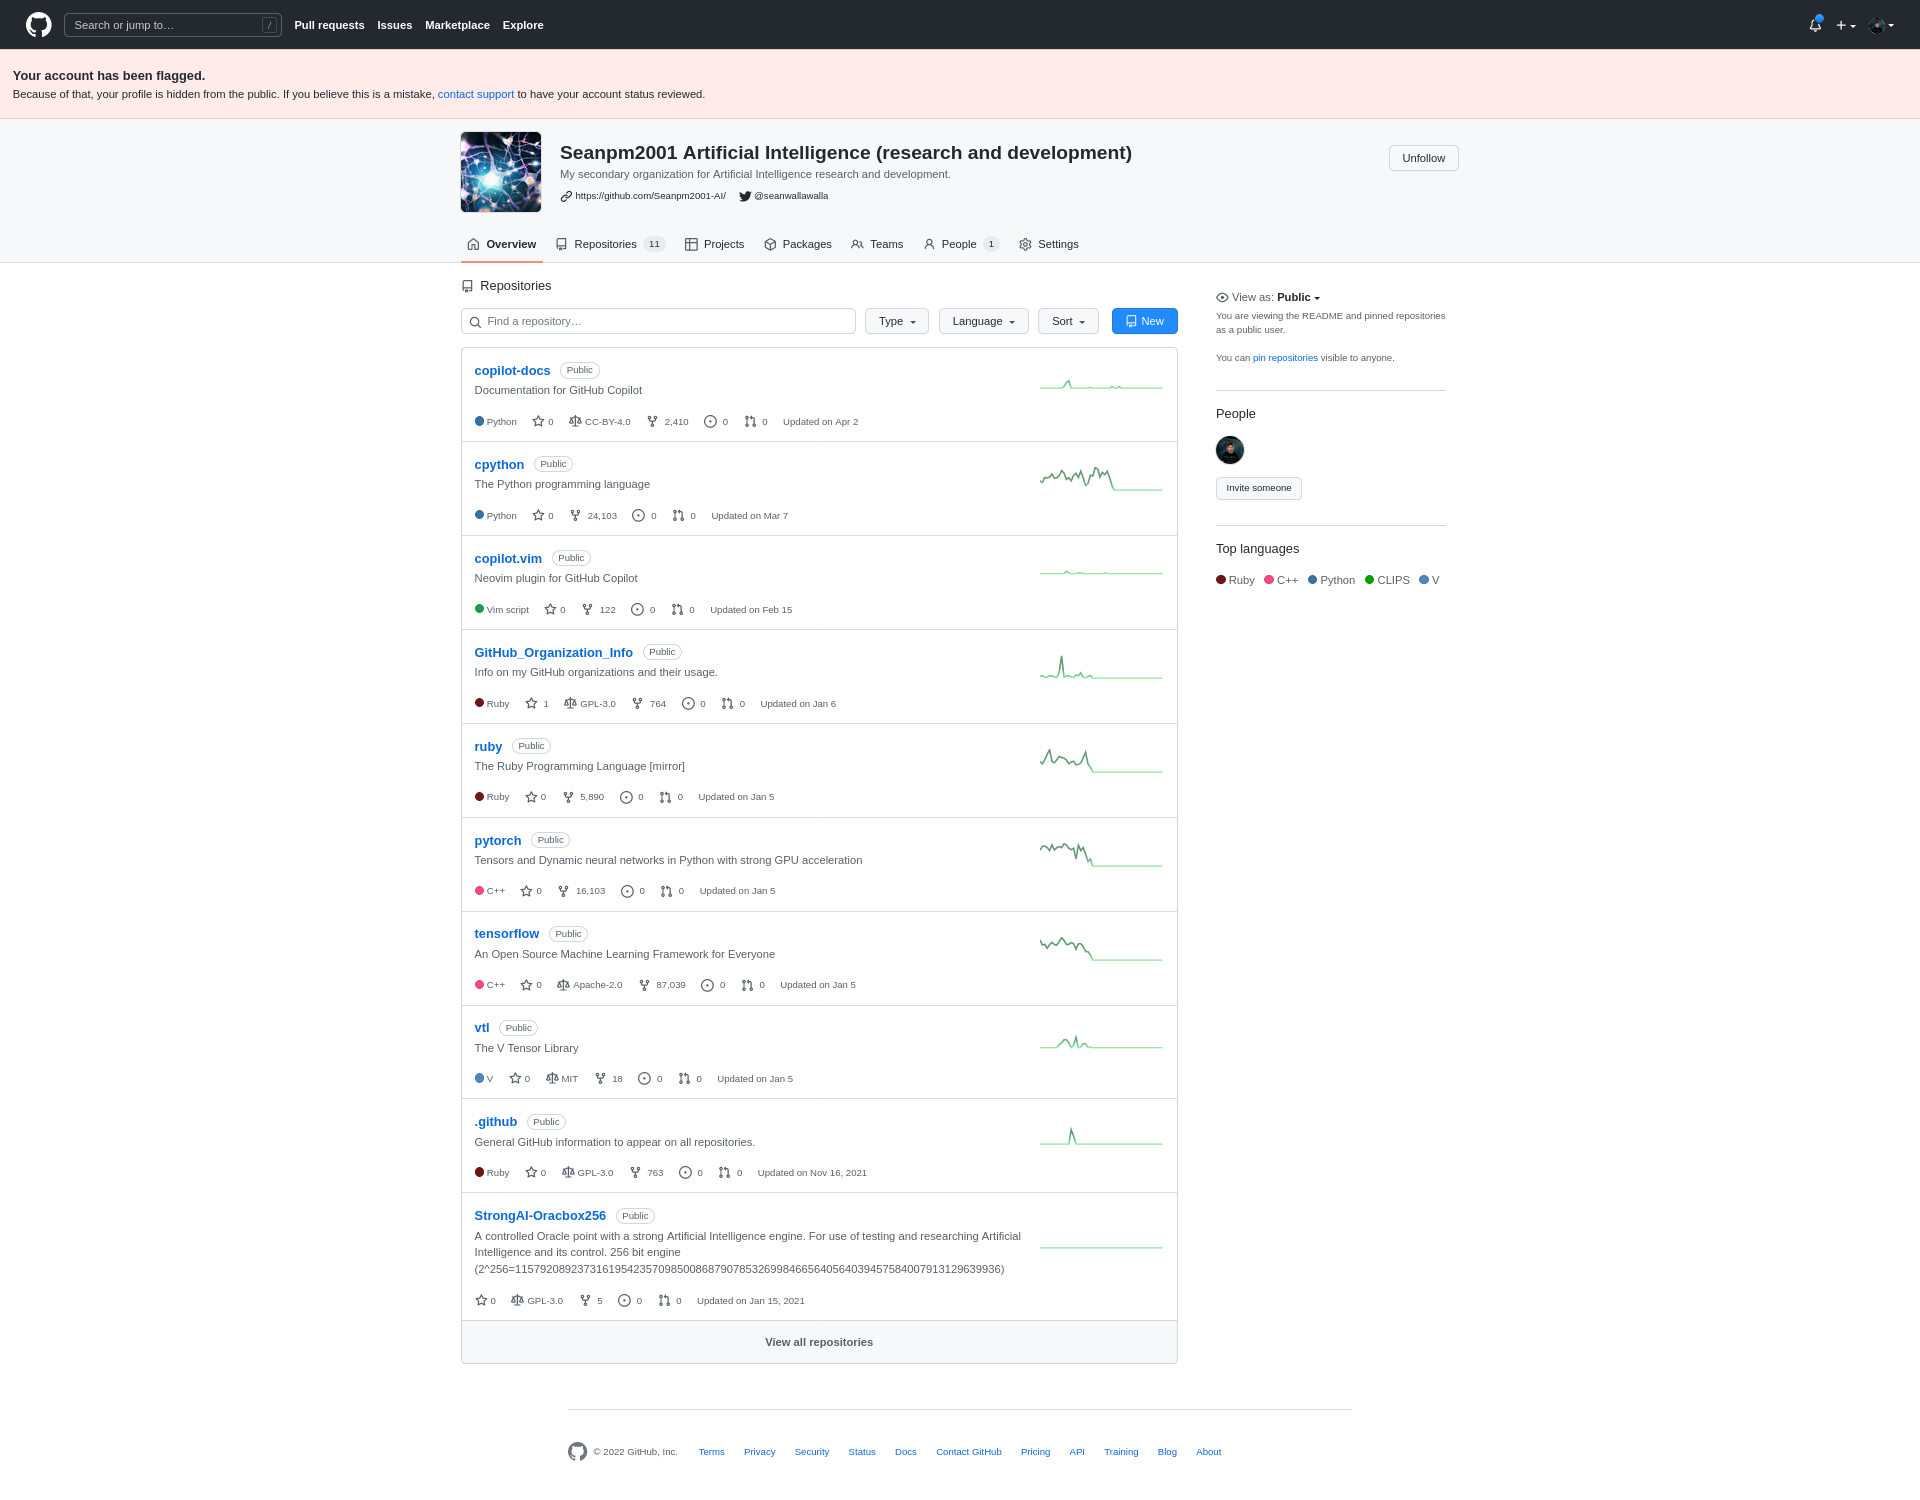 Search or jump to… /
Pull requests Issues Marketplace Explore
Your account has been flagged.
Because of that, your profile is hidden from the public. If you believe this is a mistake, contact support to have your account status reviewed.
Seanpm2001 Artificial Intelligence (research and development)
My secondary organization for Artificial Intelligence research and development.
https://github.com/Seanpm2001-AI/ @seanwallawalla
Unfollow
Overview Repositories 11 Projects Packages Teams People 1 Settings
Repositories
Find a repository… Type Language Sort New
copilot-docs Public
Documentation for GitHub Copilot
Python 0 CC-BY-4.0 2,410 0 0 Updated on Apr 2
cpython Public
The Python programming language
Python 0 24,103 0 0 Updated on Mar 7
copilot.vim Public
Neovim plugin for GitHub Copilot
Vim script 0 122 0 0 Updated on Feb 15
GitHub_Organization_Info Public
Info on my GitHub organizations and their usage.
Ruby 1 GPL-3.0 764 0 0 Updated on Jan 6
ruby Public
The Ruby Programming Language [mirror]
Ruby 0 5,890 0 0 Updated on Jan 5
pytorch Public
Tensors and Dynamic neural networks in Python with strong GPU acceleration
C++ 0 16,103 0 0 Updated on Jan 5
tensorflow Public
An Open Source Machine Learning Framework for Everyone
C++ 0 Apache-2.0 87,039 0 0 Updated on Jan 5
vtl Public
The V Tensor Library
V 0 MIT 18 0 0 Updated on Jan 5
.github Public
General GitHub information to appear on all repositories.
Ruby 0 GPL-3.0 763 0 0 Updated on Nov 16, 2021
StrongAI-Oracbox256 Public
A controlled Oracle point with a strong Artificial Intelligence engine. For use of testing and researching Artificial
Intelligence and its control. 256 bit engine
(2^256=115792089237316195423570985008687907853269984665640564039457584007913129639936)
0 GPL-3.0 5 0 0 Updated on Jan 15, 2021
View all repositories
View as: Public
You are viewing the README and pinned repositories
as a public user.
You can pin repositories visible to anyone.
People
Invite someone
Top languages
Ruby C++ Python CLIPS V
© 2022 GitHub, Inc. Terms Privacy Security Status Docs Contact GitHub Pricing API Training Blog About